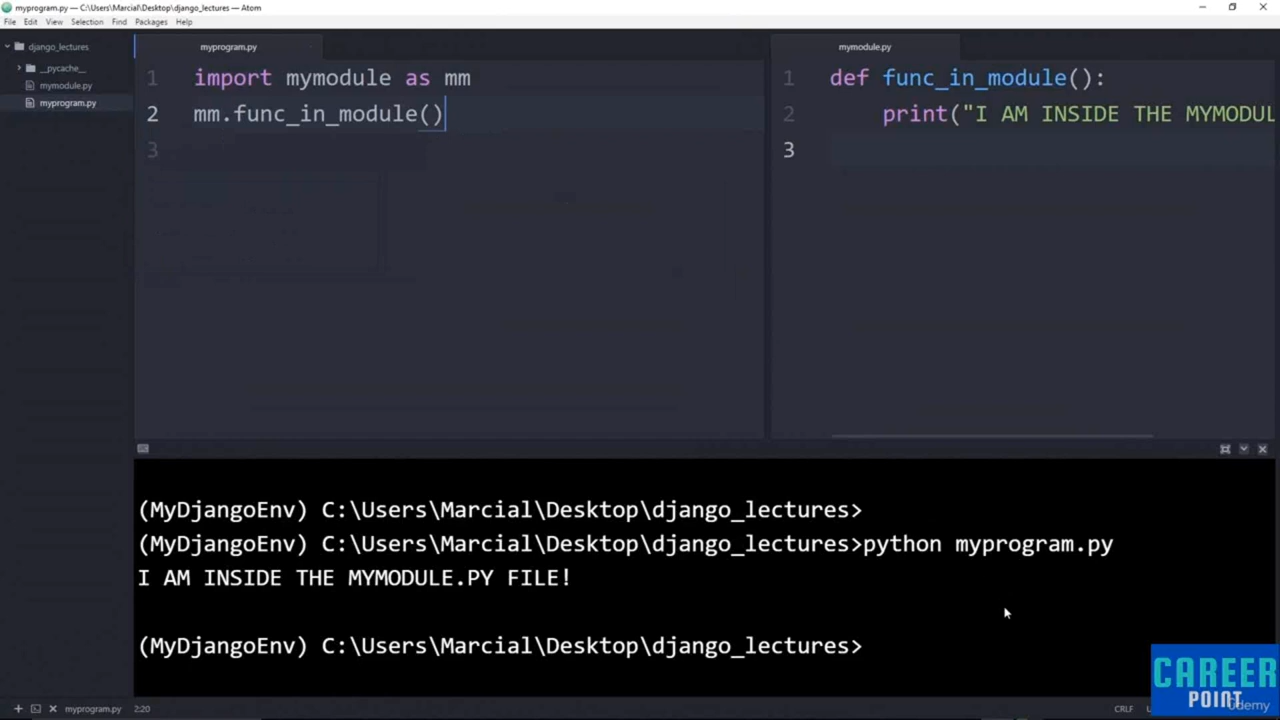 myprogram.py — C:\Users\Marcial\Desktop\django_lectures — Atom
File Edit View Selection Find Packages Help
django_lectures
__pycache__
mymodule.py
myprogram.py
myprogram.py
1 import mymodule as mm
2 mm.func_in_module()
3
mymodule.py
1 def func_in_module():
2 print("I AM INSIDE THE MYMODUL
3
(MyDjangoEnv) C:\Users\Marcial\Desktop\django_lectures>
(MyDjangoEnv) C:\Users\Marcial\Desktop\django_lectures>python myprogram.py
I AM INSIDE THE MYMODULE.PY FILE!
(MyDjangoEnv) C:\Users\Marcial\Desktop\django_lectures>
CAREER
POINT
Udemy
myprogram.py 2:20 CRLF